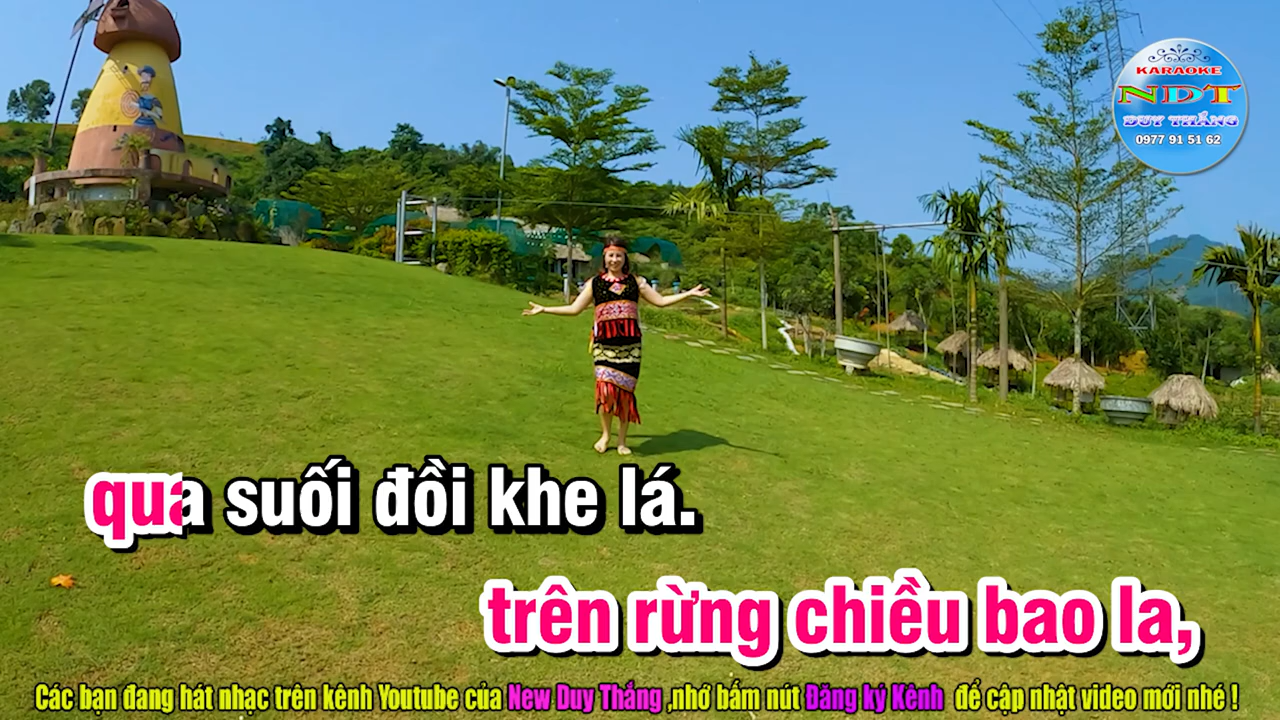 KARAOKE
NDT
DUY THẮNG
0977 91 51 62
qua suối đồi khe lá.
trên rừng chiều bao la,
Các bạn đang hát nhạc trên kênh Youtube của New Duy Thắng ,nhớ bấm nút Đăng ký Kênh để cập nhật video mới nhé !